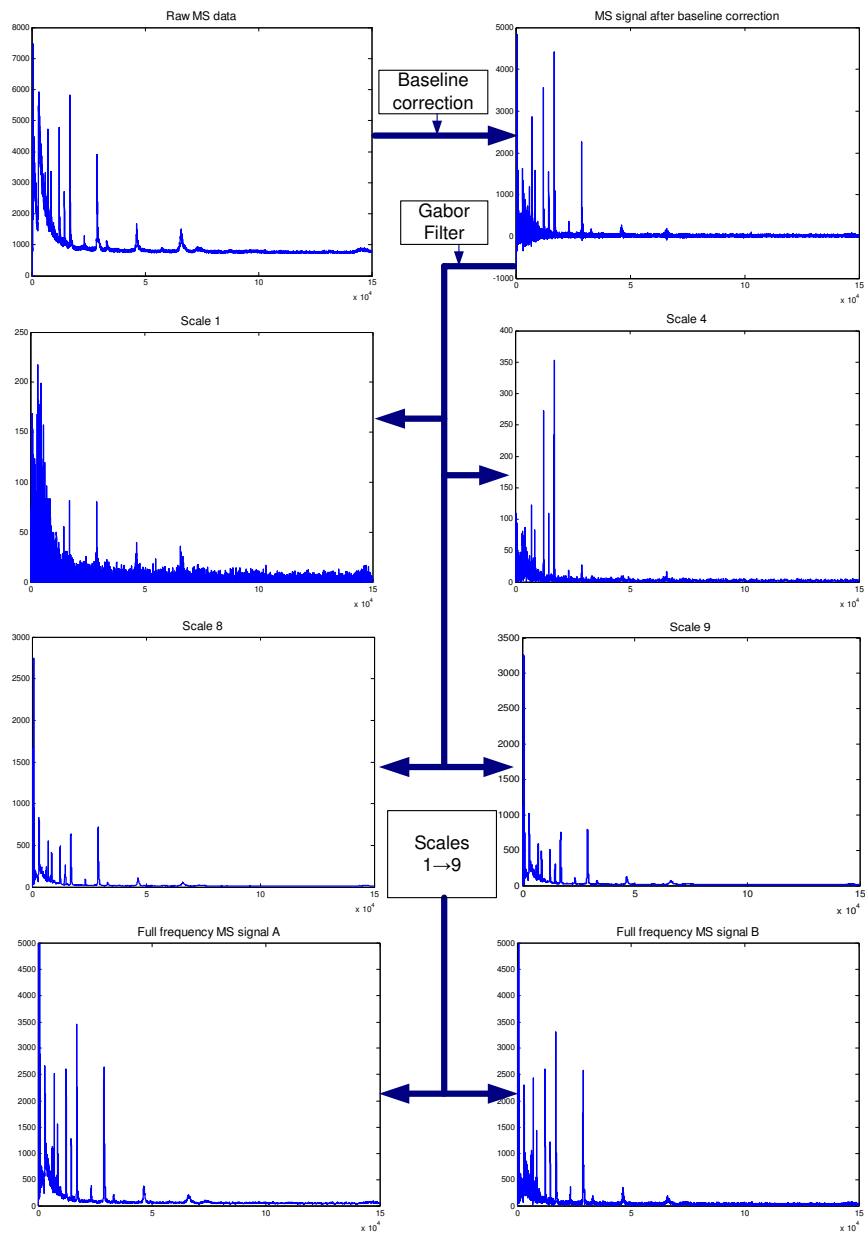 Raw MS data
8000
7000
6000
5000
4000
3000
2000
1000
0
0 5 10 15
x 10^4
Baseline
correction
MS signal after baseline correction
5000
4000
3000
2000
1000
0
-1000
0 5 10 15
x 10^4
Gabor
Filter
Scale 1
250
200
150
100
50
0
0 5 10 15
x 10^4
Scale 4
400
350
300
250
200
150
100
50
0
0 5 10 15
x 10^4
Scale 8
3000
2500
2000
1500
1000
500
0
0 5 10 15
x 10^4
Scale 9
3500
3000
2500
2000
1500
1000
500
0
0 5 10 15
x 10^4
Scales
1→9
Full frequency MS signal A
5000
4500
4000
3500
3000
2500
2000
1500
1000
500
0
0 5 10 15
x 10^4
Full frequency MS signal B
5000
4500
4000
3500
3000
2500
2000
1500
1000
500
0
0 5 10 15
x 10^4